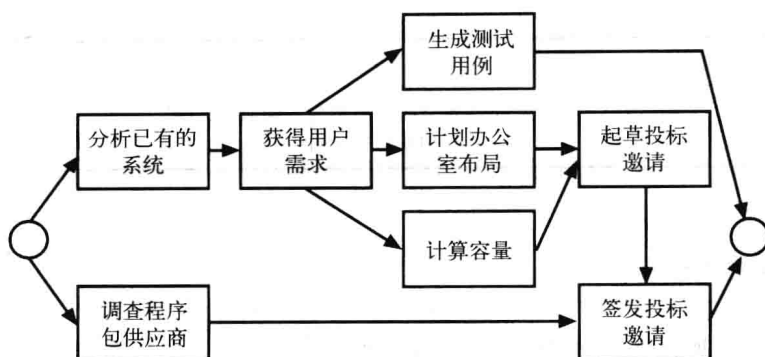 生成测试
用例
分析已有的
系统
获得用户
需求
计划办公
室布局
起草投标
邀请
计算容量
调查程序
包供应商
签发投标
邀请